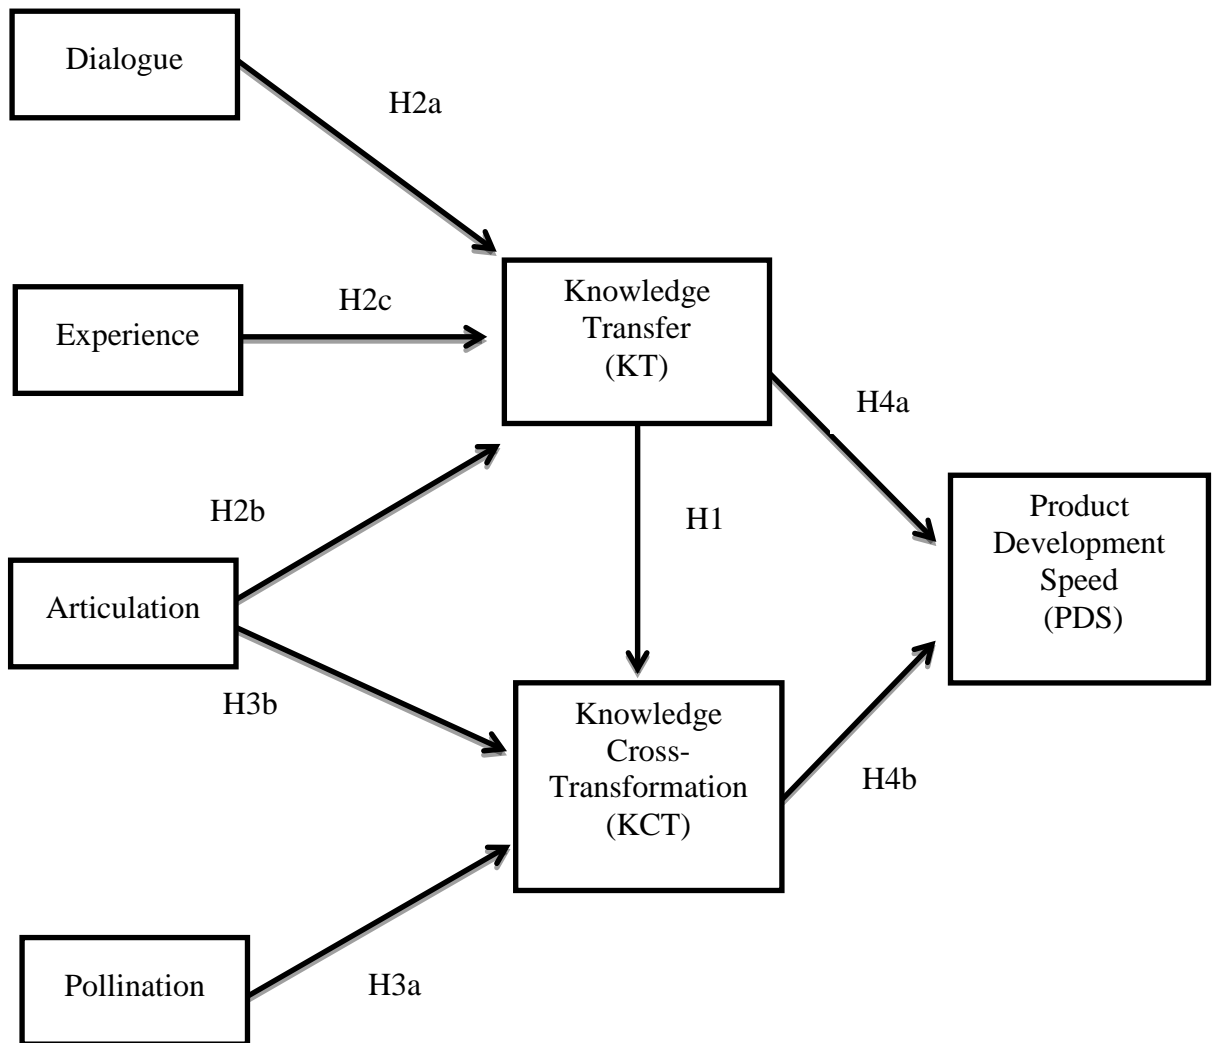 Dialogue
H2a
Experience
H2c
Knowledge
Transfer
(KT)
H4a
H2b
H1
Product
Development
Speed
(PDS)
Articulation
H3b
Knowledge
Cross-
Transformation
(KCT)
H4b
Pollination
H3a